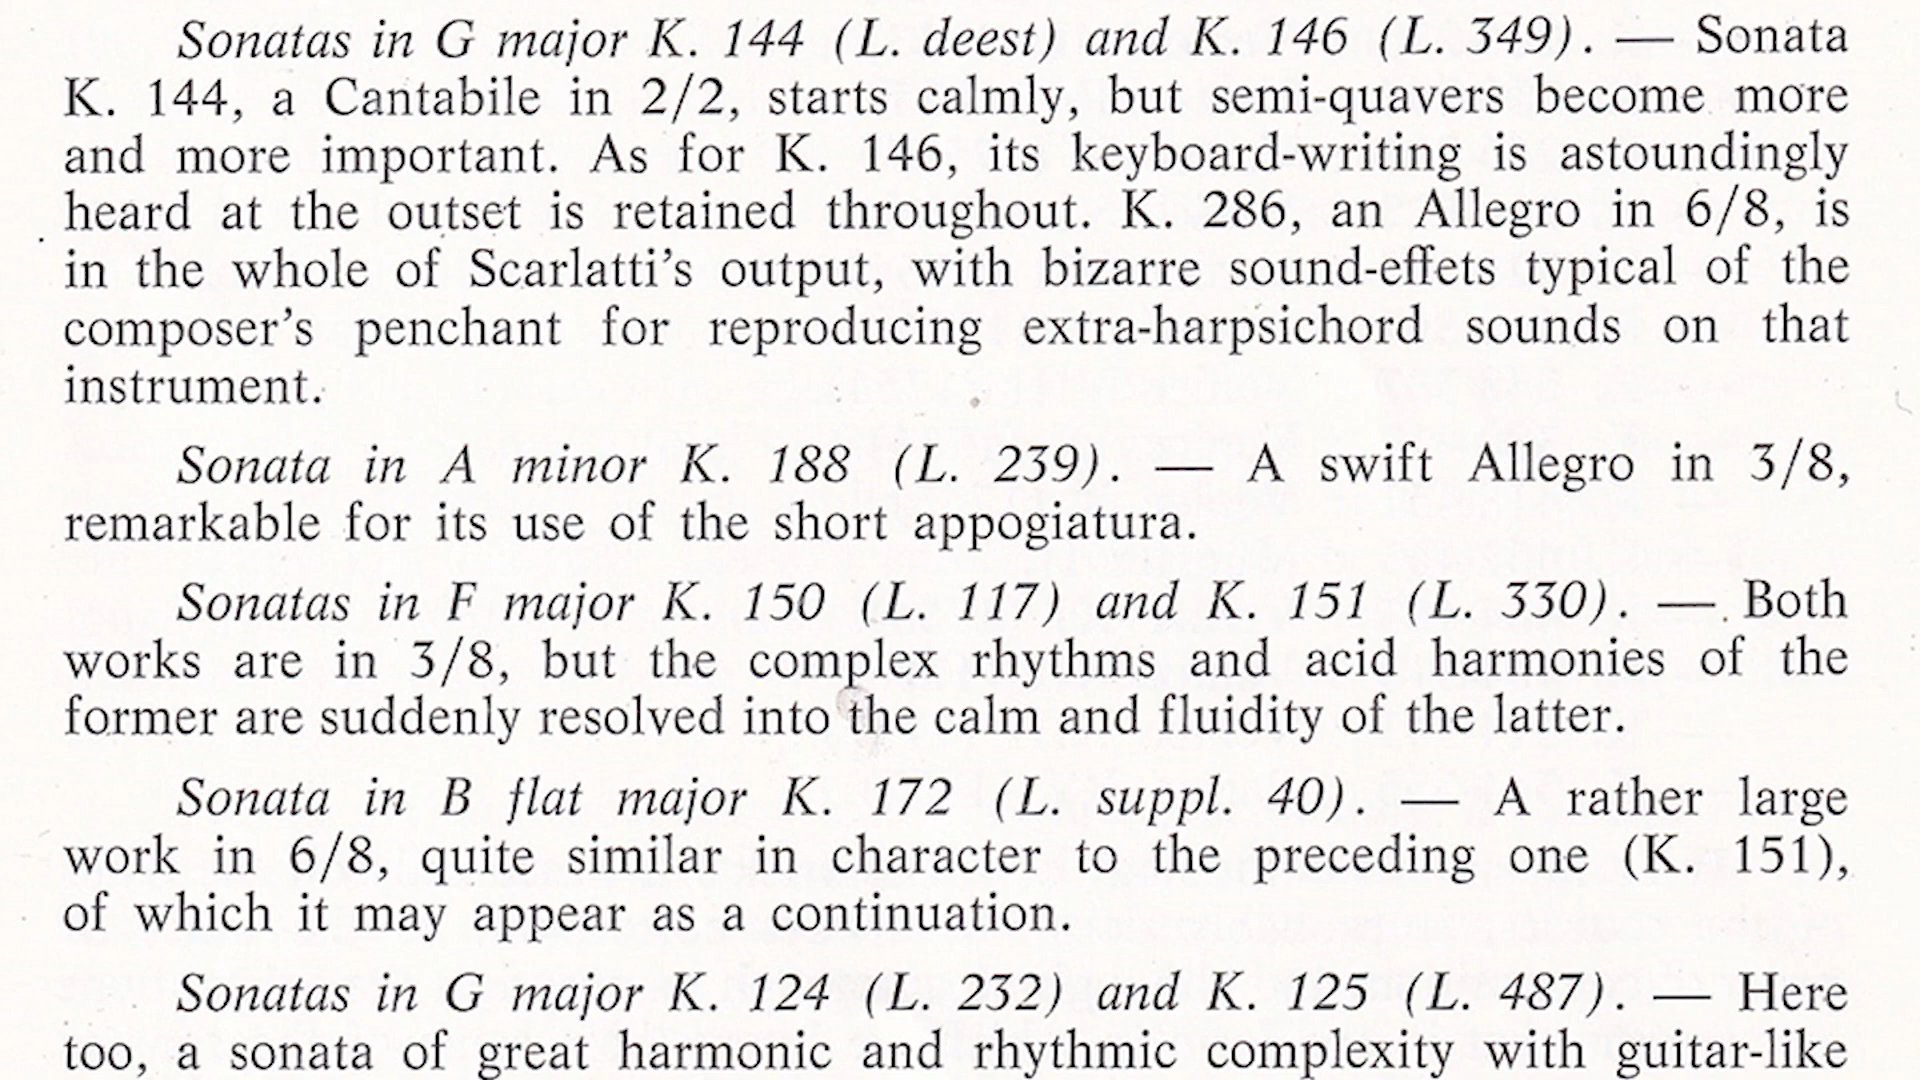 Sonatas in G major K. 144 (L. deest) and K. 146 (L. 349). — Sonata
K. 144, a Cantabile in 2/2, starts calmly, but semi-quavers become more
and more important. As for K. 146, its keyboard-writing is astoundingly
heard at the outset is retained throughout. K. 286, an Allegro in 6/8, is
in the whole of Scarlatti's output, with bizarre sound-effets typical of the
composer's penchant for reproducing extra-harpsichord sounds on that
instrument.
Sonata in A minor K. 188 (L. 239). — A swift Allegro in 3/8,
remarkable for its use of the short appogiatura.
Sonatas in F major K. 150 (L. 117) and K. 151 (L. 330). — Both
works are in 3/8, but the complex rhythms and acid harmonies of the
former are suddenly resolved into the calm and fluidity of the latter.
Sonata in B flat major K. 172 (L. suppl. 40). — A rather large
work in 6/8, quite similar in character to the preceding one (K. 151),
of which it may appear as a continuation.
Sonatas in G major K. 124 (L. 232) and K. 125 (L. 487). — Here
too, a sonata of great harmonic and rhythmic complexity with guitar-like